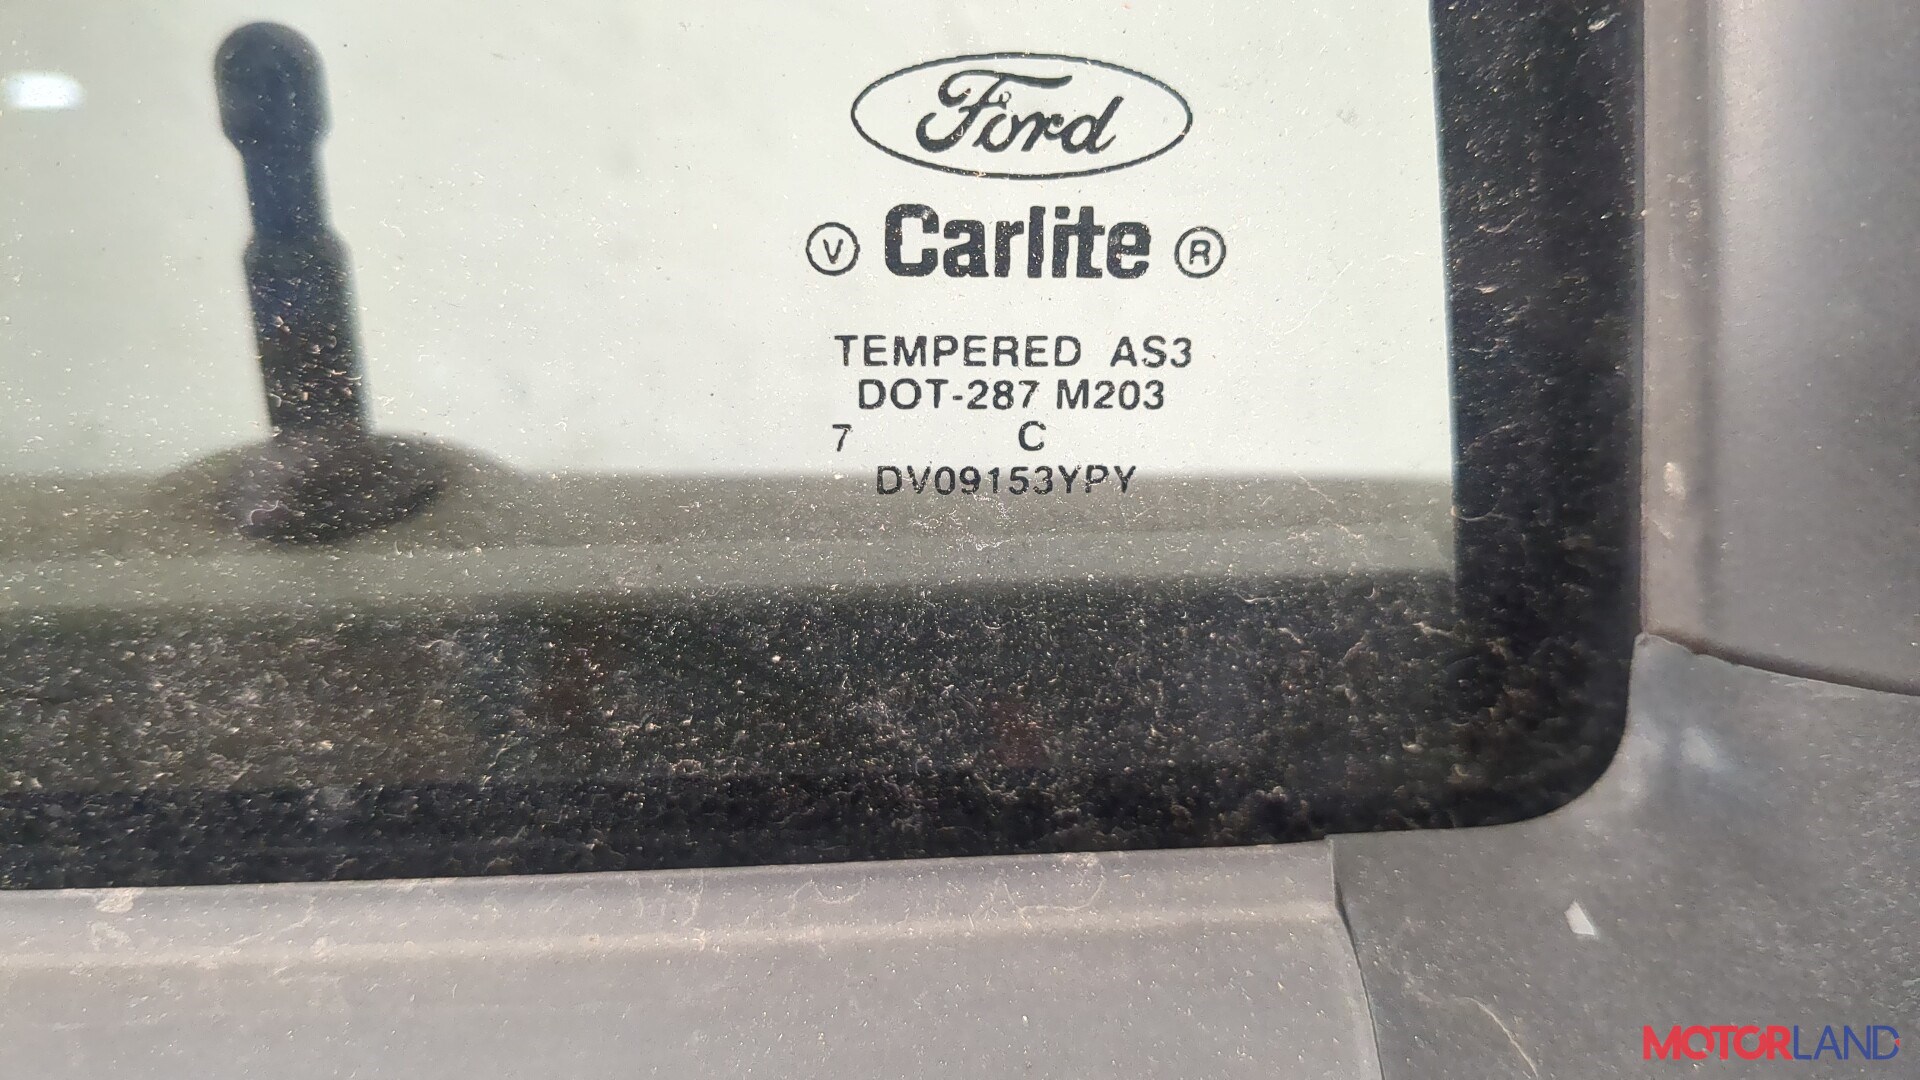 Ford
V Carlite R
TEMPERED AS3
DOT-287 M203
7 C
DV09153YPY
MOTORLAND